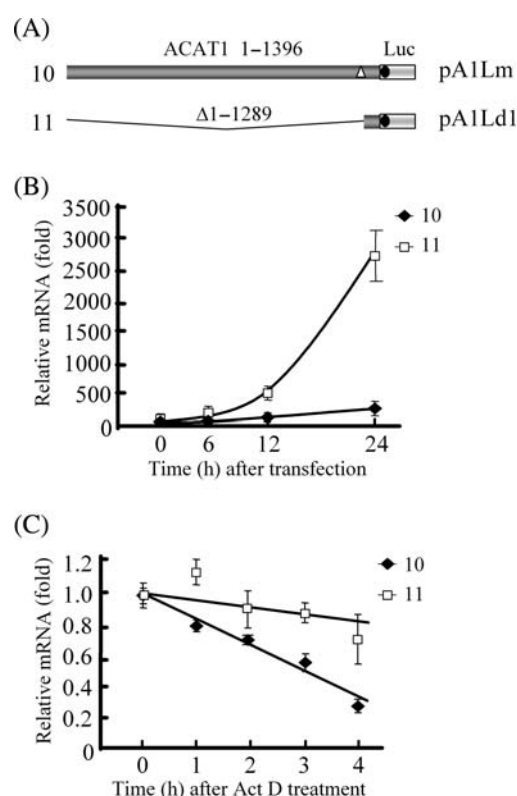 (A)
ACAT1 1–1396 Luc
10 pA1Lm
Δ1–1289
11 pA1Ld1
(B)
Relative mRNA (fold)
3500
3000
2500
2000
1500
1000
500
0
10
11
0 6 12 24
Time (h) after transfection
(C)
Relative mRNA (fold)
1.2
1.0
0.8
0.6
0.4
0.2
0
10
11
0 1 2 3 4
Time (h) after Act D treatment